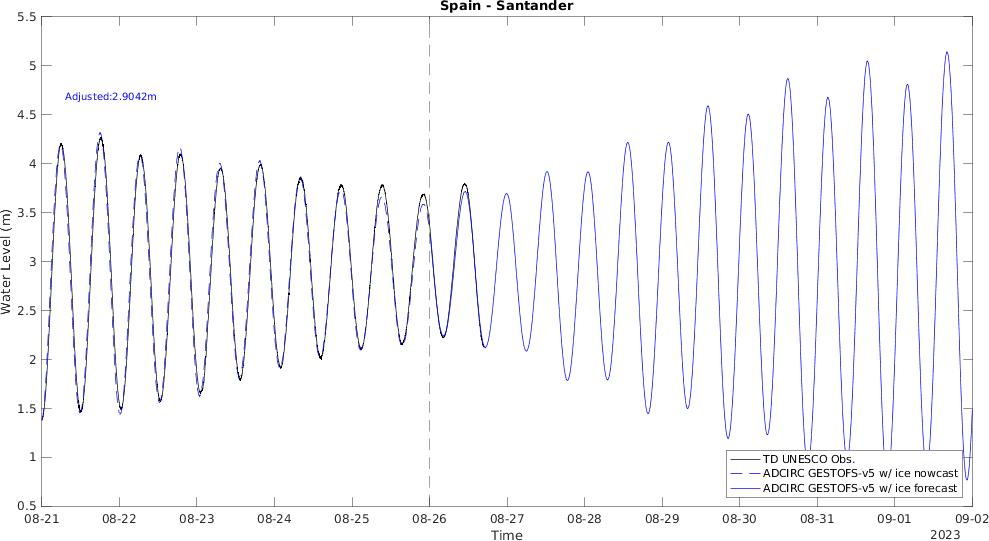 Spain - Santander
Adjusted:2.9042m
Water Level (m)
5.5
5
4.5
4
3.5
3
2.5
2
1.5
1
0.5
TD UNESCO Obs.
ADCIRC GESTOFS-v5 w/ ice nowcast
ADCIRC GESTOFS-v5 w/ ice forecast
08-21 08-22 08-23 08-24 08-25 08-26 08-27 08-28 08-29 08-30 08-31 09-01 09-02
Time
2023